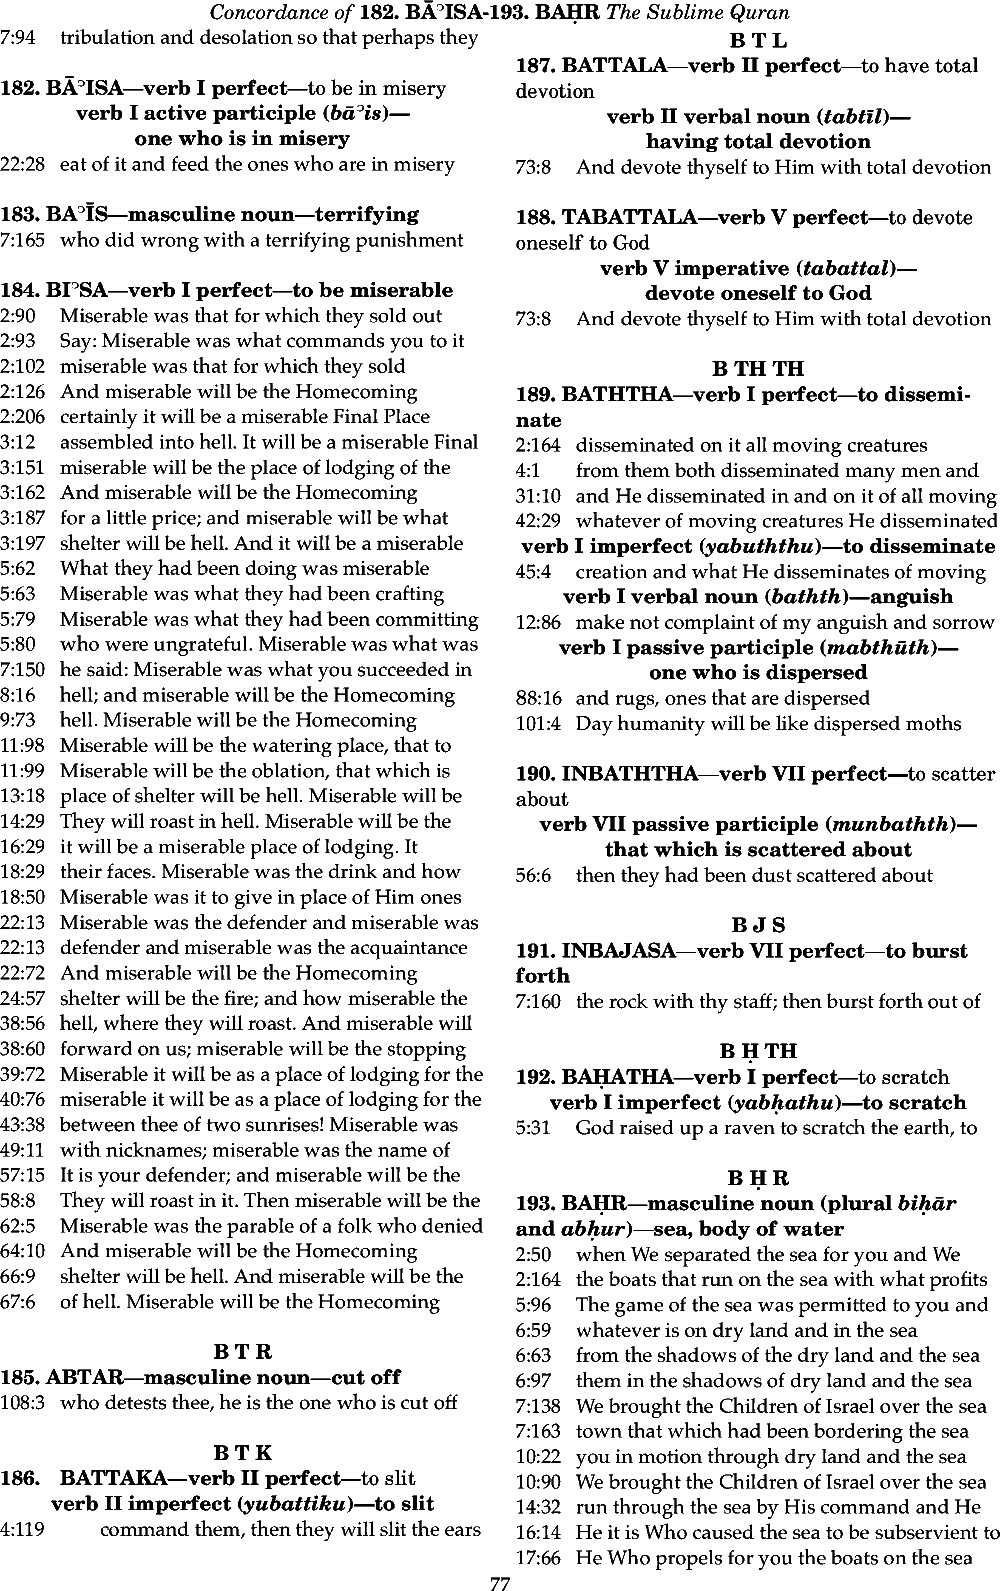 Concordance of 182. BĀᵓISA-193. BAḤR The Sublime Quran
7:94 tribulation and desolation so that perhaps they
182. BĀᵓISA—verb I perfect—to be in misery
verb I active participle (bāᵓis)—
one who is in misery
22:28 eat of it and feed the ones who are in misery
183. BAᵓĪS—masculine noun—terrifying
7:165 who did wrong with a terrifying punishment
184. BIᵓSA—verb I perfect—to be miserable
2:90 Miserable was that for which they sold out
2:93 Say: Miserable was what commands you to it
2:102 miserable was that for which they sold
2:126 And miserable will be the Homecoming
2:206 certainly it will be a miserable Final Place
3:12 assembled into hell. It will be a miserable Final
3:151 miserable will be the place of lodging of the
3:162 And miserable will be the Homecoming
3:187 for a little price; and miserable will be what
3:197 shelter will be hell. And it will be a miserable
5:62 What they had been doing was miserable
5:63 Miserable was what they had been crafting
5:79 Miserable was what they had been committing
5:80 who were ungrateful. Miserable was what was
7:150 he said: Miserable was what you succeeded in
8:16 hell; and miserable will be the Homecoming
9:73 hell. Miserable will be the Homecoming
11:98 Miserable will be the watering place, that to
11:99 Miserable will be the oblation, that which is
13:18 place of shelter will be hell. Miserable will be
14:29 They will roast in hell. Miserable will be the
16:29 it will be a miserable place of lodging. It
18:29 their faces. Miserable was the drink and how
18:50 Miserable was it to give in place of Him ones
22:13 Miserable was the defender and miserable was
22:13 defender and miserable was the acquaintance
22:72 And miserable will be the Homecoming
24:57 shelter will be the fire; and how miserable the
38:56 hell, where they will roast. And miserable will
38:60 forward on us; miserable will be the stopping
39:72 Miserable it will be as a place of lodging for the
40:76 miserable it will be as a place of lodging for the
43:38 between thee of two sunrises! Miserable was
49:11 with nicknames; miserable was the name of
57:15 It is your defender; and miserable will be the
58:8 They will roast in it. Then miserable will be the
62:5 Miserable was the parable of a folk who denied
64:10 And miserable will be the Homecoming
66:9 shelter will be hell. And miserable will be the
67:6 of hell. Miserable will be the Homecoming
B T R
185. ABTAR—masculine noun—cut off
108:3 who detests thee, he is the one who is cut off
B T K
186. BATTAKA—verb II perfect—to slit
verb II imperfect (yubattiku)—to slit
4:119 command them, then they will slit the ears
B T L
187. BATTALA—verb II perfect—to have total
devotion
verb II verbal noun (tabtīl)—
having total devotion
73:8 And devote thyself to Him with total devotion
188. TABATTALA—verb V perfect—to devote
oneself to God
verb V imperative (tabattal)—
devote oneself to God
73:8 And devote thyself to Him with total devotion
B TH TH
189. BATHTHA—verb I perfect—to dissemi-
nate
2:164 disseminated on it all moving creatures
4:1 from them both disseminated many men and
31:10 and He disseminated in and on it of all moving
42:29 whatever of moving creatures He disseminated
verb I imperfect (yabuththu)—to disseminate
45:4 creation and what He disseminates of moving
verb I verbal noun (bathth)—anguish
12:86 make not complaint of my anguish and sorrow
verb I passive participle (mabthūth)—
one who is dispersed
88:16 and rugs, ones that are dispersed
101:4 Day humanity will be like dispersed moths
190. INBATHTHA—verb VII perfect—to scatter
about
verb VII passive participle (munbathth)—
that which is scattered about
56:6 then they had been dust scattered about
B J S
191. INBAJASA—verb VII perfect—to burst
forth
7:160 the rock with thy staff; then burst forth out of
B Ḥ TH
192. BAḤATHA—verb I perfect—to scratch
verb I imperfect (yabḥathu)—to scratch
5:31 God raised up a raven to scratch the earth, to
B Ḥ R
193. BAḤR—masculine noun (plural biḥār
and abḥur)—sea, body of water
2:50 when We separated the sea for you and We
2:164 the boats that run on the sea with what profits
5:96 The game of the sea was permitted to you and
6:59 whatever is on dry land and in the sea
6:63 from the shadows of the dry land and the sea
6:97 them in the shadows of dry land and the sea
7:138 We brought the Children of Israel over the sea
7:163 town that which had been bordering the sea
10:22 you in motion through dry land and the sea
10:90 We brought the Children of Israel over the sea
14:32 run through the sea by His command and He
16:14 He it is Who caused the sea to be subservient to
17:66 He Who propels for you the boats on the sea
77